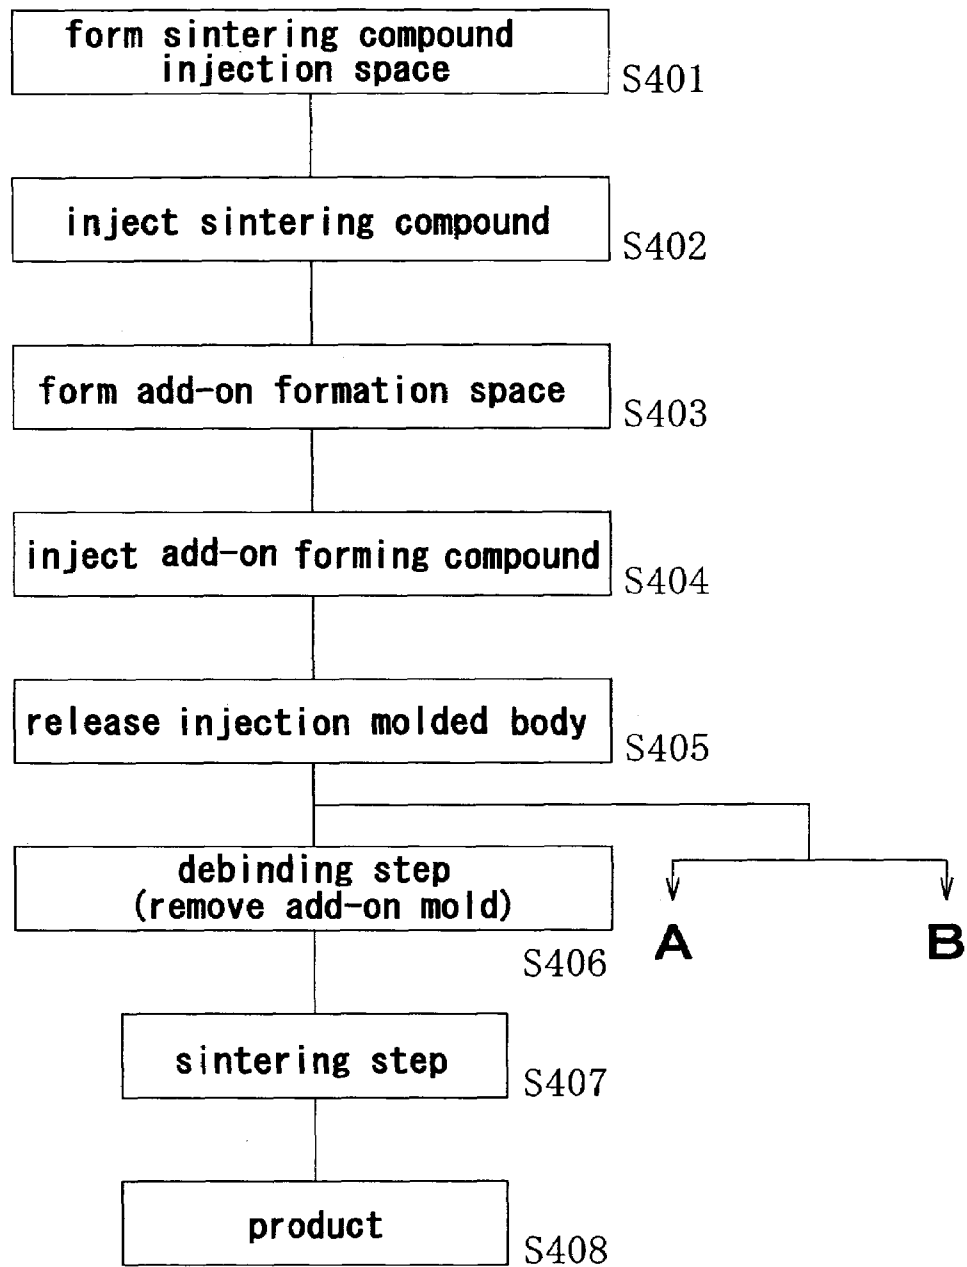 form sintering compound
injection space
S401
inject sintering compound
S402
form add-on formation space
S403
inject add-on forming compound
S404
release injection molded body
S405
debinding step
(remove add-on mold)
S406
A
B
sintering step
S407
product
S408